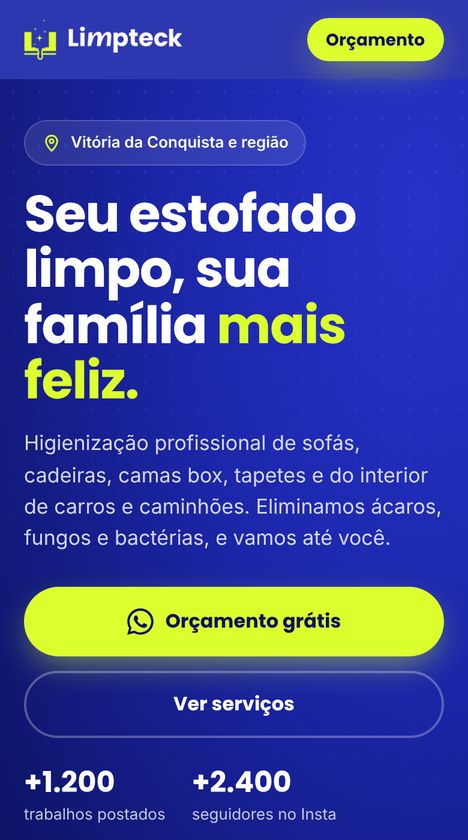 Limpteck
Orçamento
Vitória da Conquista e região
Seu estofado
limpo, sua
família mais
feliz.
Higienização profissional de sofás,
cadeiras, camas box, tapetes e do interior
de carros e caminhões. Eliminamos ácaros,
fungos e bactérias, e vamos até você.
Orçamento grátis
Ver serviços
+1.200
trabalhos postados
+2.400
seguidores no Insta